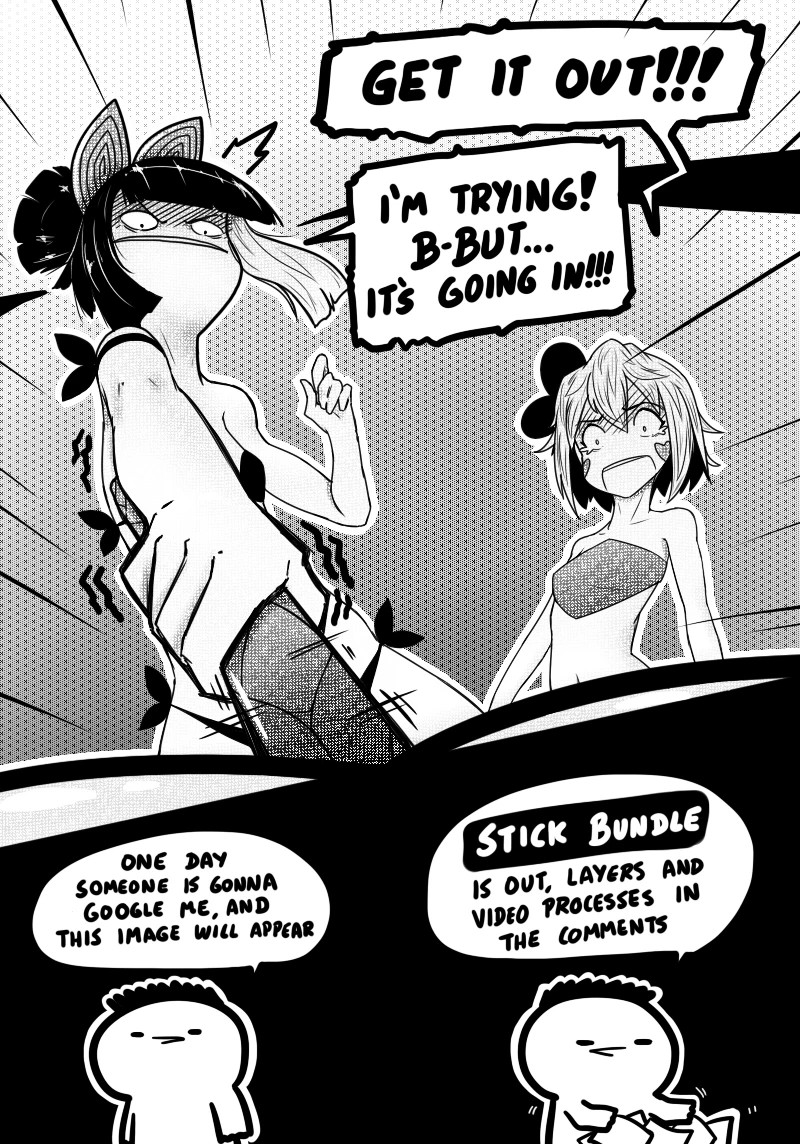 GET IT OUT!!!
I'M TRYING!
B-BUT...
IT'S GOING IN!!!
ONE DAY
SOMEONE IS GONNA
GOOGLE ME, AND
THIS IMAGE WILL APPEAR
STICK BUNDLE
IS OUT, LAYERS AND
VIDEO PROCESSES IN
THE COMMENTS